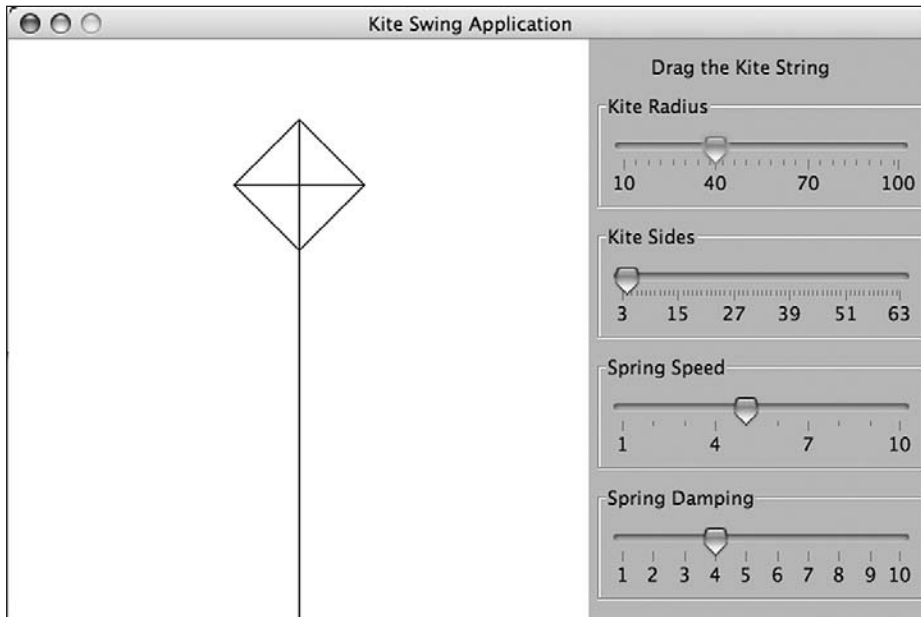 Kite Swing Application
Drag the Kite String
Kite Radius
10 40 70 100
Kite Sides
3 15 27 39 51 63
Spring Speed
1 4 7 10
Spring Damping
1 2 3 4 5 6 7 8 9 10